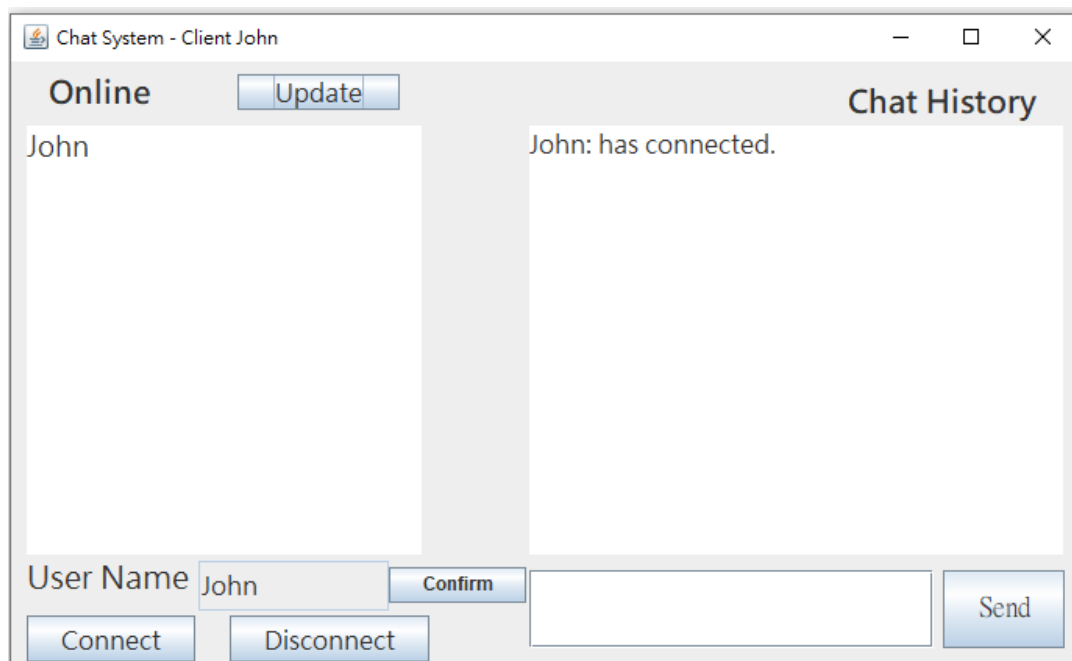 Chat System - Client John
Online
Update
Chat History
John
John: has connected.
User Name
John
Confirm
Send
Connect
Disconnect